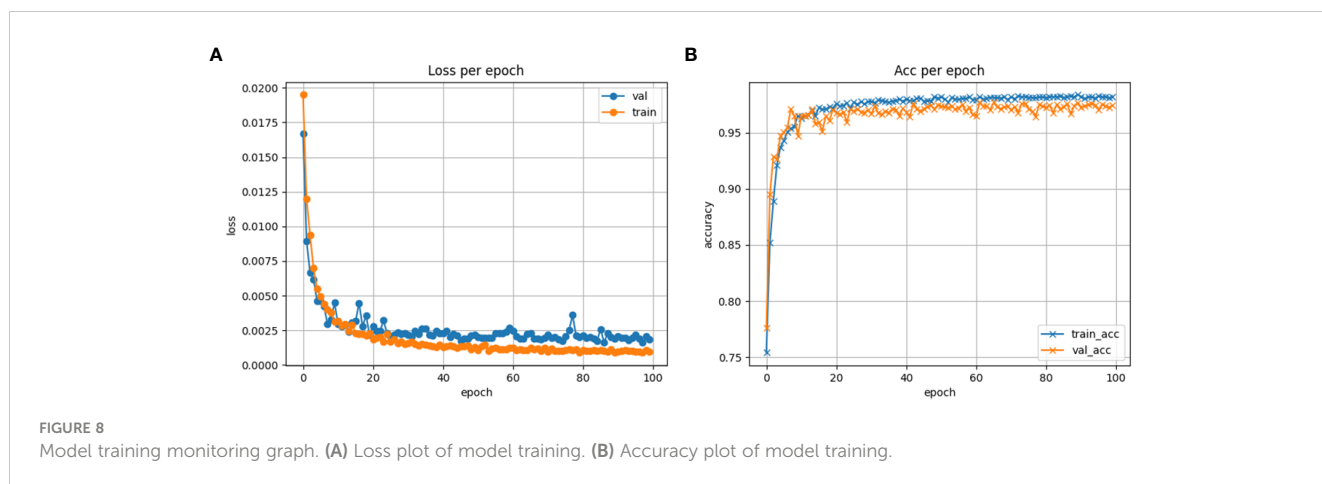 A
Loss per epoch
0.0200
0.0175
0.0150
0.0125
0.0100
0.0075
0.0050
0.0025
0.0000
loss
val
train
0 20 40 60 80 100
epoch
B
Acc per epoch
0.95
0.90
0.85
0.80
0.75
accuracy
train_acc
val_acc
0 20 40 60 80 100
epoch
FIGURE 8
Model training monitoring graph. (A) Loss plot of model training. (B) Accuracy plot of model training.